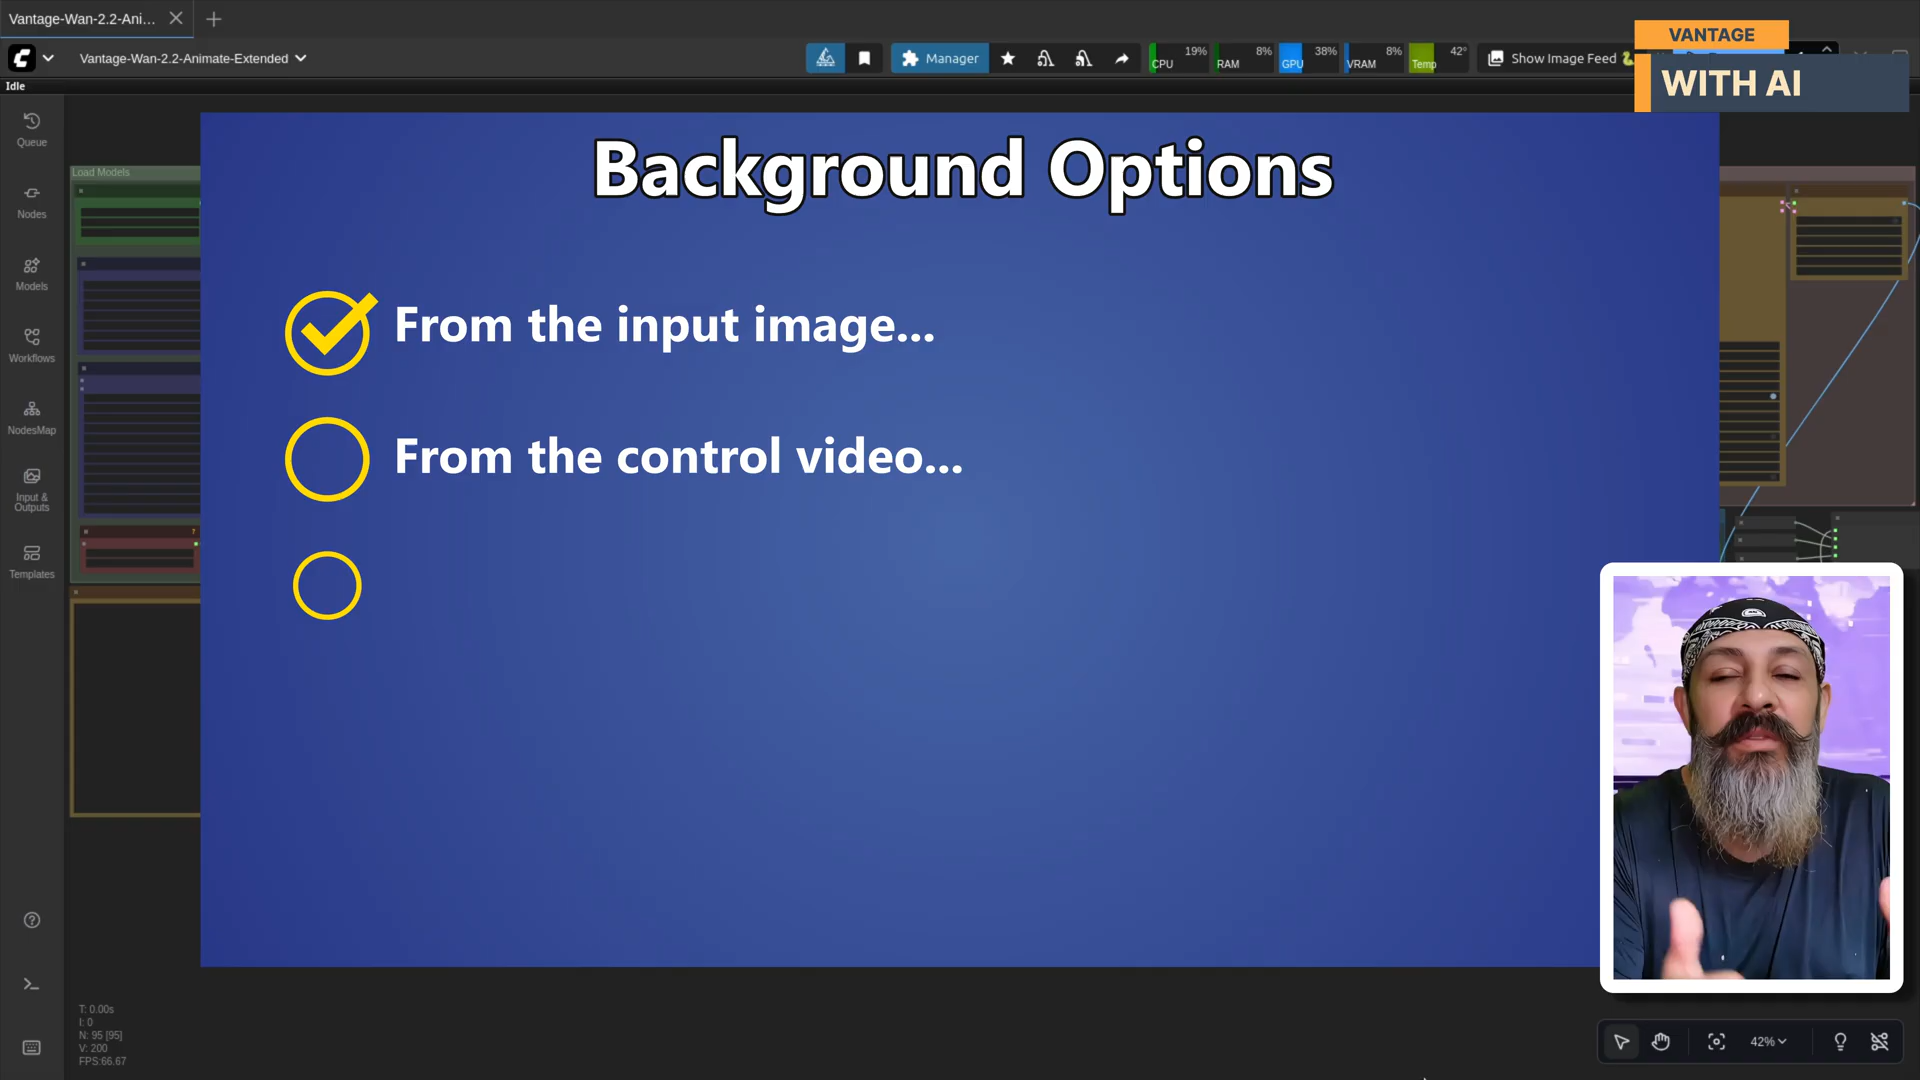 Vantage-Wan-2.2-Ani...
Vantage-Wan-2.2-Animate-Extended
Manager
CPU 19%
RAM 8%
GPU 38%
VRAM 8%
Temp 42°
Show Image Feed
VANTAGE
WITH AI
Idle
Queue
Nodes
Models
Workflows
NodesMap
Input &
Outputs
Templates
Load Models
Background Options
From the input image...
From the control video...
T: 0.00s
I: 0
N: 95 [95]
V: 200
FPS:66.67
42%